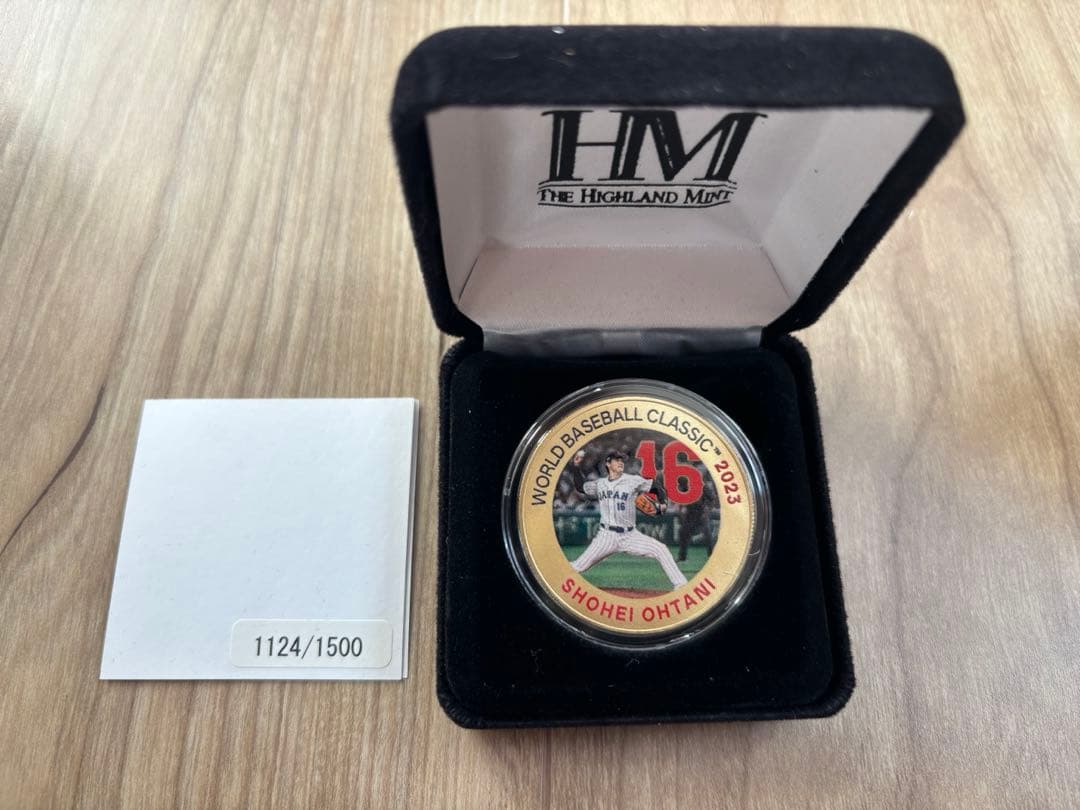 HM
THE HIGHLAND MINT
WORLD BASEBALL CLASSIC™ 2023
16
JAPAN
16
SHOHEI OHTANI
1124/1500